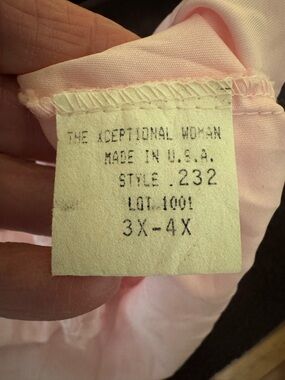 THE XCEPTIONAL WOMAN
MADE IN U.S.A.
STYLE .232
LOT 1001
3X-4X